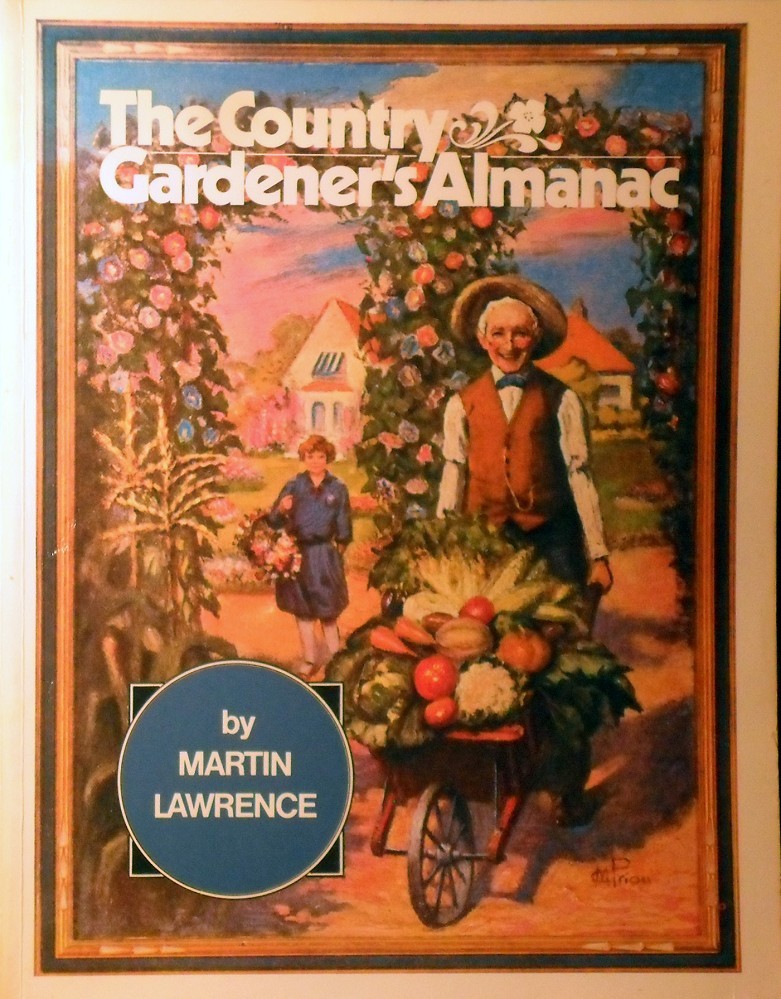 The Country
Gardener's Almanac
by
MARTIN
LAWRENCE